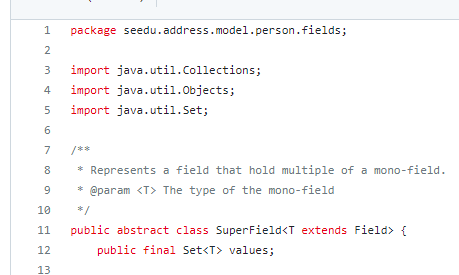 1 package seedu.address.model.person.fields;
2
3 import java.util.Collections;
4 import java.util.Objects;
5 import java.util.Set;
6
7 /**
8  * Represents a field that hold multiple of a mono-field.
9  * @param <T> The type of the mono-field
10  */
11 public abstract class SuperField<T extends Field> {
12     public final Set<T> values;
13